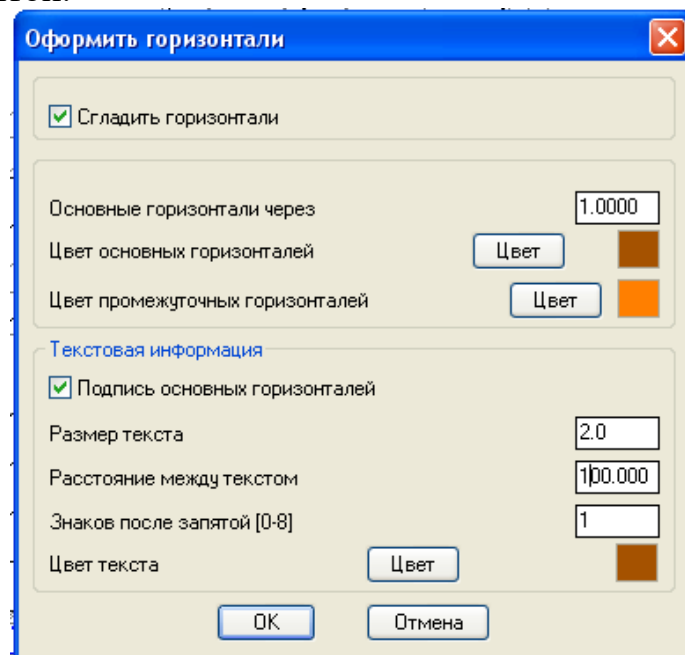 Оформить горизонтали
Сгладить горизонтали
Основные горизонтали через 1.0000
Цвет основных горизонталей Цвет
Цвет промежуточных горизонталей Цвет
Текстовая информация
Подпись основных горизонталей
Размер текста 2.0
Расстояние между текстом 100.000
Знаков после запятой [0-8] 1
Цвет текста Цвет
OK Отмена